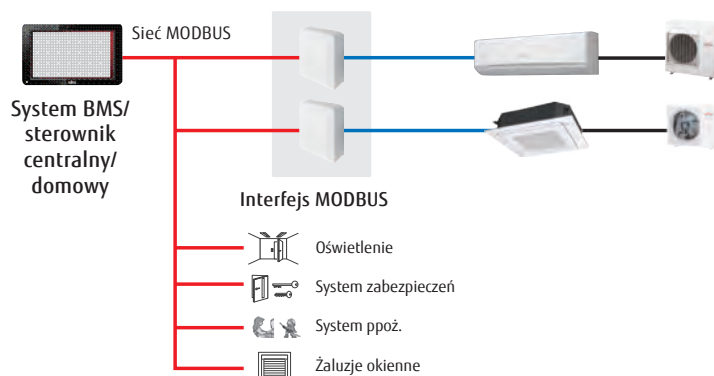 Sieć MODBUS
System BMS/
sterownik
centralny/
domowy
Interfejs MODBUS
Oświetlenie
System zabezpieczeń
System ppoż.
Żaluzje okienne